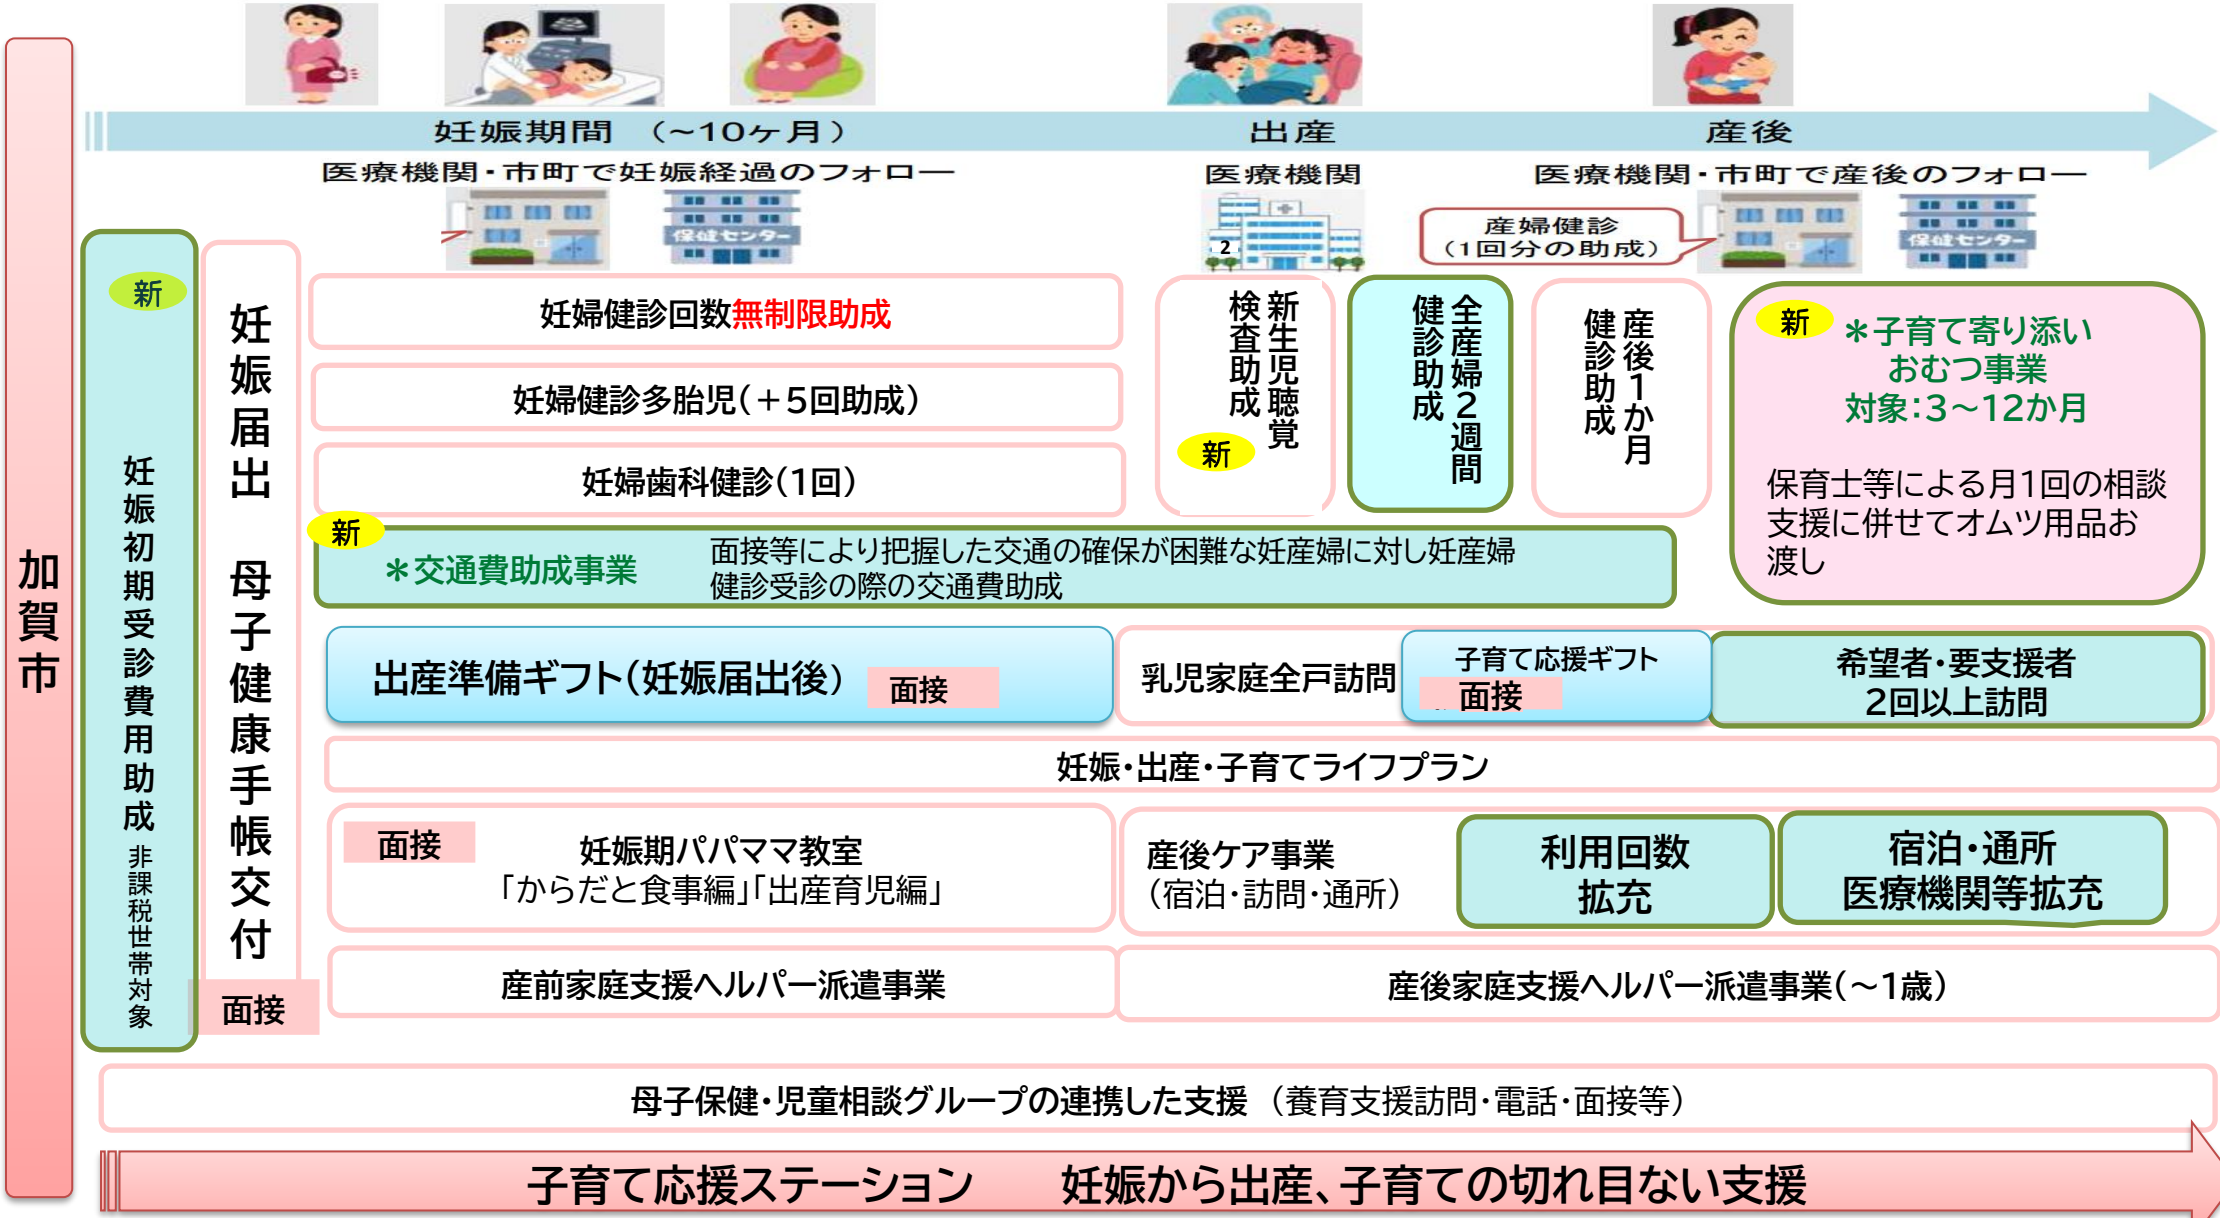 妊娠期間 (~10ヶ月)
出産
産後
医療機関・市町で妊娠経過のフォロー
医療機関
医療機関・市町で産後のフォロー
保健センター
2
産婦健診
(1回分の助成)
保健センター
加賀市
新
妊娠初期受診費用助成 非課税世帯対象
妊娠届出 母子健康手帳交付
面接
妊婦健診回数無制限助成
妊婦健診多胎児(+5回助成)
妊婦歯科健診(1回)
新生児聴覚
検査助成
新
全産婦2週間
健診助成
産後1か月
健診助成
新
*子育て寄り添い
おむつ事業
対象:3~12か月
保育士等による月1回の相談
支援に併せてオムツ用品お
渡し
新
*交通費助成事業
面接等により把握した交通の確保が困難な妊産婦に対し妊産婦
健診受診の際の交通費助成
出産準備ギフト(妊娠届出後)
面接
乳児家庭全戸訪問
子育て応援ギフト
面接
希望者・要支援者
2回以上訪問
妊娠・出産・子育てライフプラン
面接
妊娠期パパママ教室
「からだと食事編」「出産育児編」
産後ケア事業
(宿泊・訪問・通所)
利用回数
拡充
宿泊・通所
医療機関等拡充
産前家庭支援ヘルパー派遣事業
産後家庭支援ヘルパー派遣事業(~1歳)
母子保健・児童相談グループの連携した支援 (養育支援訪問・電話・面接等)
子育て応援ステーション 妊娠から出産、子育ての切れ目ない支援